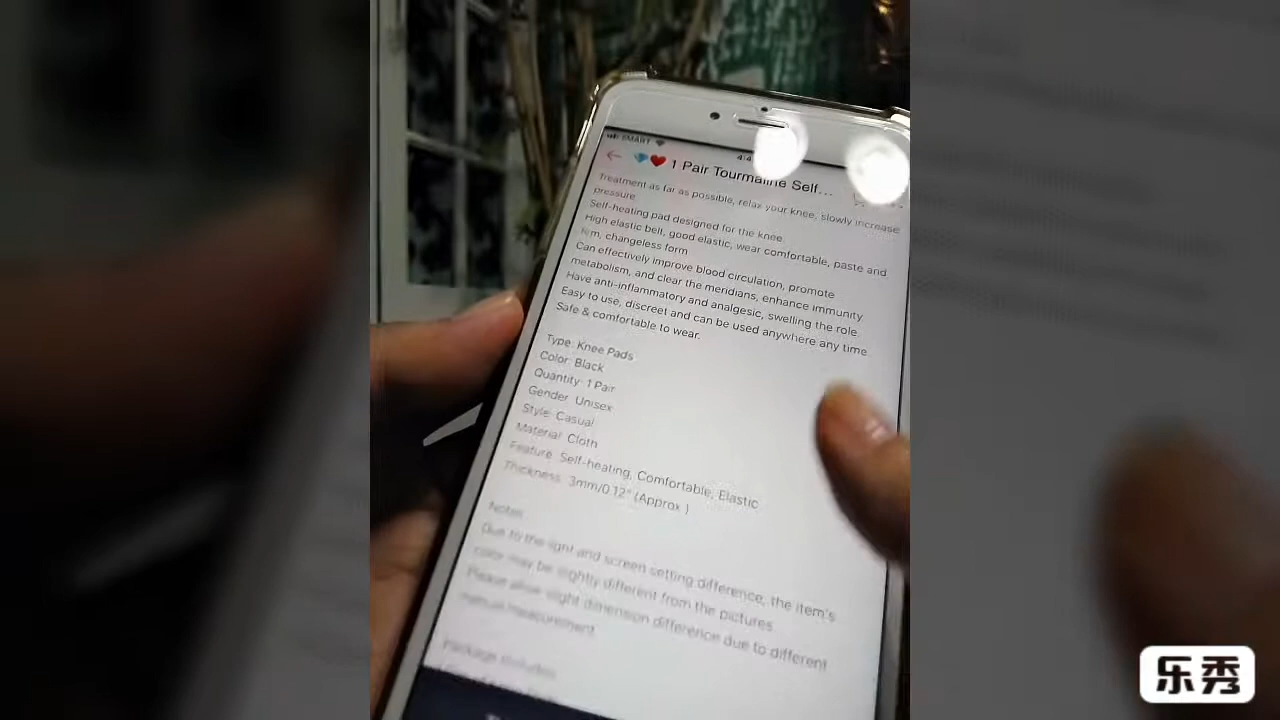 SMART
1 Pair Tourmaline Self...
Treatment as far as possible, relax your knee, slowly increase
pressure
Self-heating pad designed for the knee.
High elastic belt, good elastic, wear comfortable, paste and
firm, changeless form
Can effectively improve blood circulation, promote
metabolism, and clear the meridians, enhance immunity
Have anti-inflammatory and analgesic, swelling the role
Easy to use, discreet and can be used anywhere any time
Safe & comfortable to wear.
Type: Knee Pads
Color: Black
Quantity: 1 Pair
Gender: Unisex
Style: Casual
Material: Cloth
Feature: Self-heating, Comfortable, Elastic
Thickness: 3mm/0.12" (Approx.)
Notes:
Due to the light and screen setting difference, the item's
color may be slightly different from the pictures.
Please allow slight dimension difference due to different
manual measurement.
Package includes:
乐秀